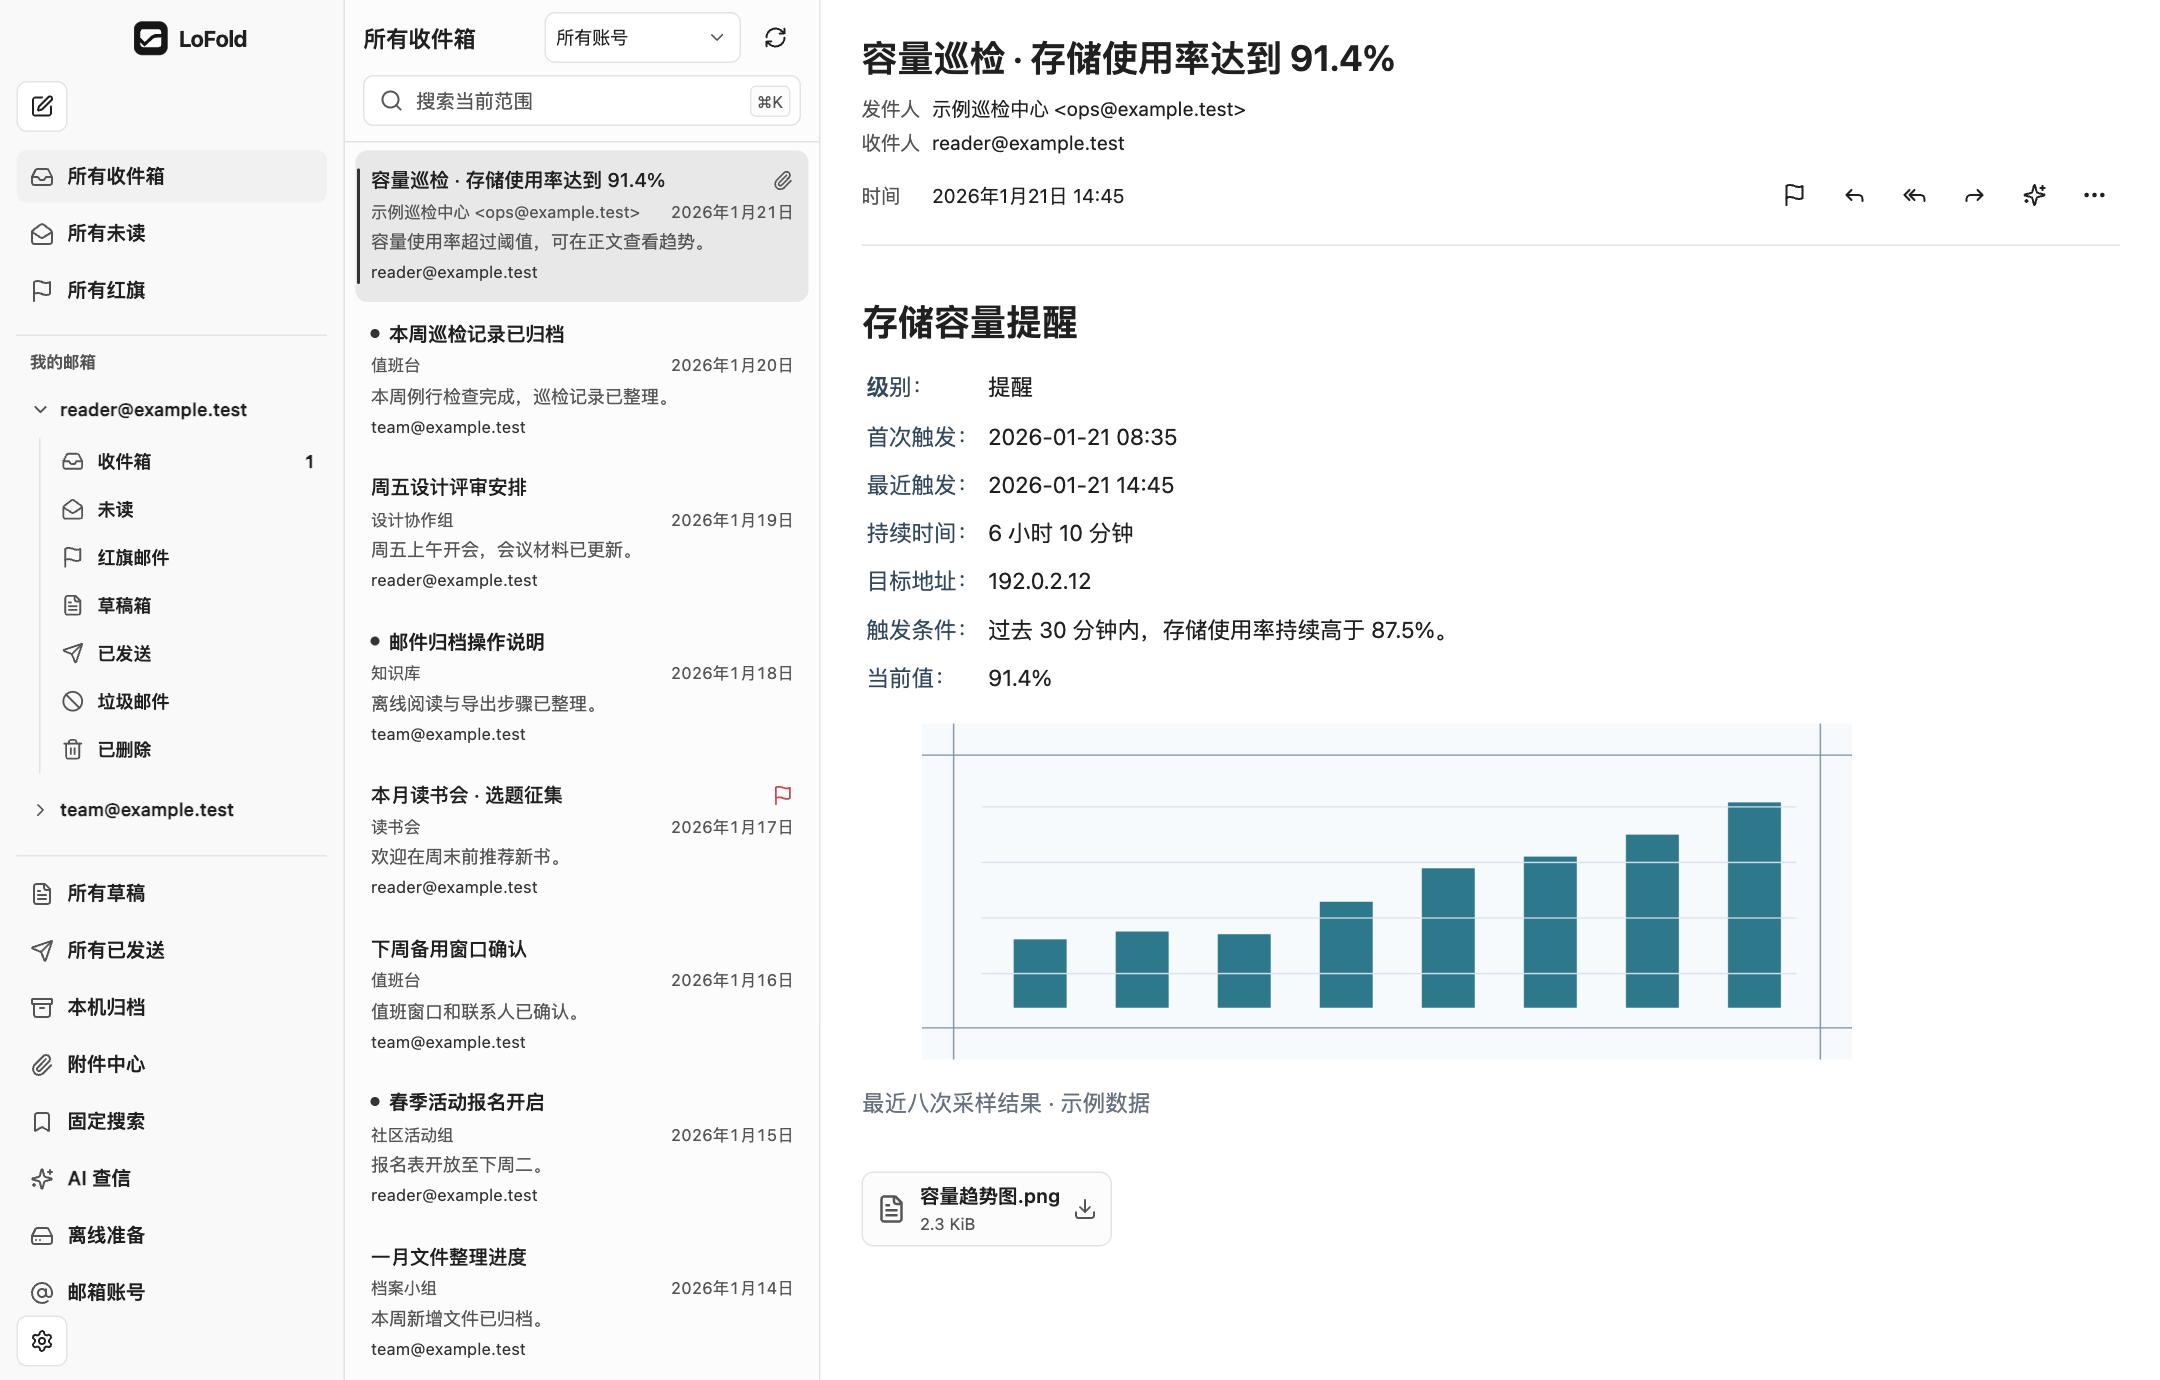 LoFold
所有收件箱
所有未读
所有红旗
我的邮箱
reader@example.test
收件箱 1
未读
红旗邮件
草稿箱
已发送
垃圾邮件
已删除
team@example.test
所有草稿
所有已发送
本机归档
附件中心
固定搜索
AI 查信
离线准备
邮箱账号
所有收件箱 所有账号
搜索当前范围 ⌘K
容量巡检 · 存储使用率达到 91.4%
示例巡检中心 <ops@example.test> 2026年1月21日
容量使用率超过阈值，可在正文查看趋势。
reader@example.test
本周巡检记录已归档
值班台 2026年1月20日
本周例行检查完成，巡检记录已整理。
team@example.test
周五设计评审安排
设计协作组 2026年1月19日
周五上午开会，会议材料已更新。
reader@example.test
邮件归档操作说明
知识库 2026年1月18日
离线阅读与导出步骤已整理。
team@example.test
本月读书会 · 选题征集
读书会 2026年1月17日
欢迎在周末前推荐新书。
reader@example.test
下周备用窗口确认
值班台 2026年1月16日
值班窗口和联系人已确认。
team@example.test
春季活动报名开启
社区活动组 2026年1月15日
报名表开放至下周二。
reader@example.test
一月文件整理进度
档案小组 2026年1月14日
本周新增文件已归档。
team@example.test
容量巡检 · 存储使用率达到 91.4%
发件人 示例巡检中心 <ops@example.test>
收件人 reader@example.test
时间 2026年1月21日 14:45
存储容量提醒
级别： 提醒
首次触发： 2026-01-21 08:35
最近触发： 2026-01-21 14:45
持续时间： 6 小时 10 分钟
目标地址： 192.0.2.12
触发条件： 过去 30 分钟内，存储使用率持续高于 87.5%。
当前值： 91.4%
最近八次采样结果 · 示例数据
容量趋势图.png
2.3 KiB